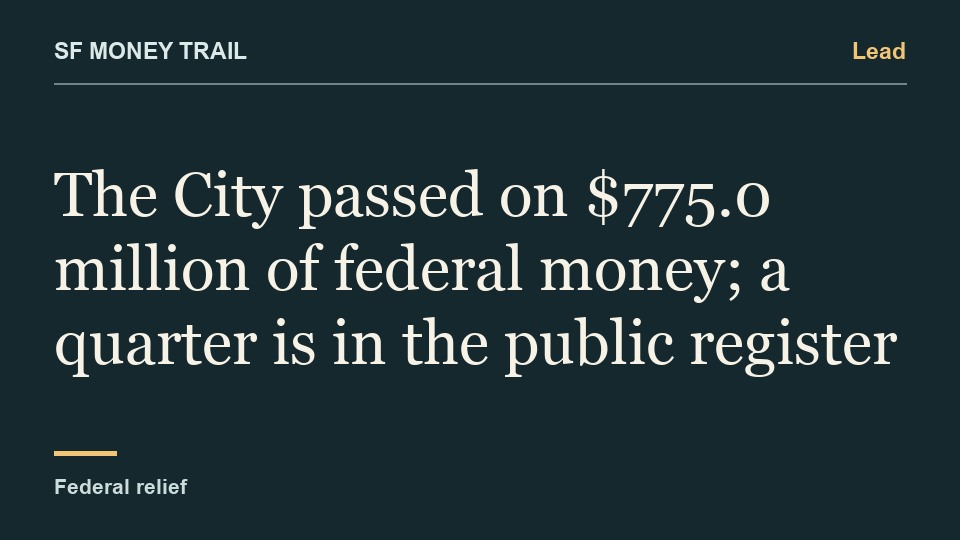 SF MONEY TRAIL
Lead
The City passed on $775.0
million of federal money; a
quarter is in the public register
Federal relief